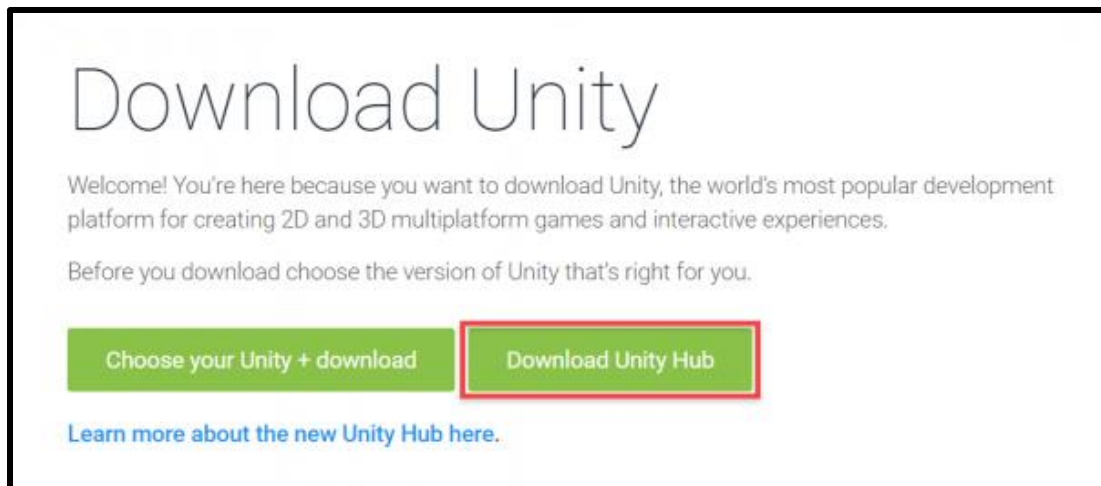 Download Unity
Welcome! You're here because you want to download Unity, the world's most popular development
platform for creating 2D and 3D multiplatform games and interactive experiences.
Before you download choose the version of Unity that's right for you.
Choose your Unity + download
Download Unity Hub
Learn more about the new Unity Hub here.